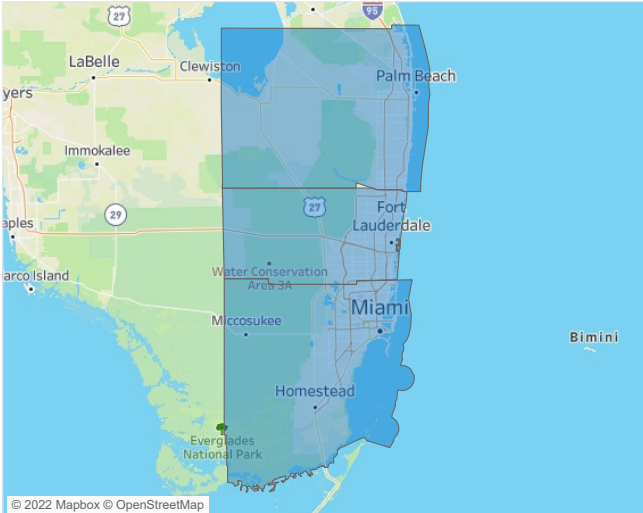 27
95
LaBelle
Clewiston
Palm Beach
yers
Immokalee
29
27
Fort
Lauderdale
aples
Water Conservation
Area 3A
arco Island
Miccosukee
Miami
Bimini
Homestead
Everglades
National Park
© 2022 Mapbox © OpenStreetMap